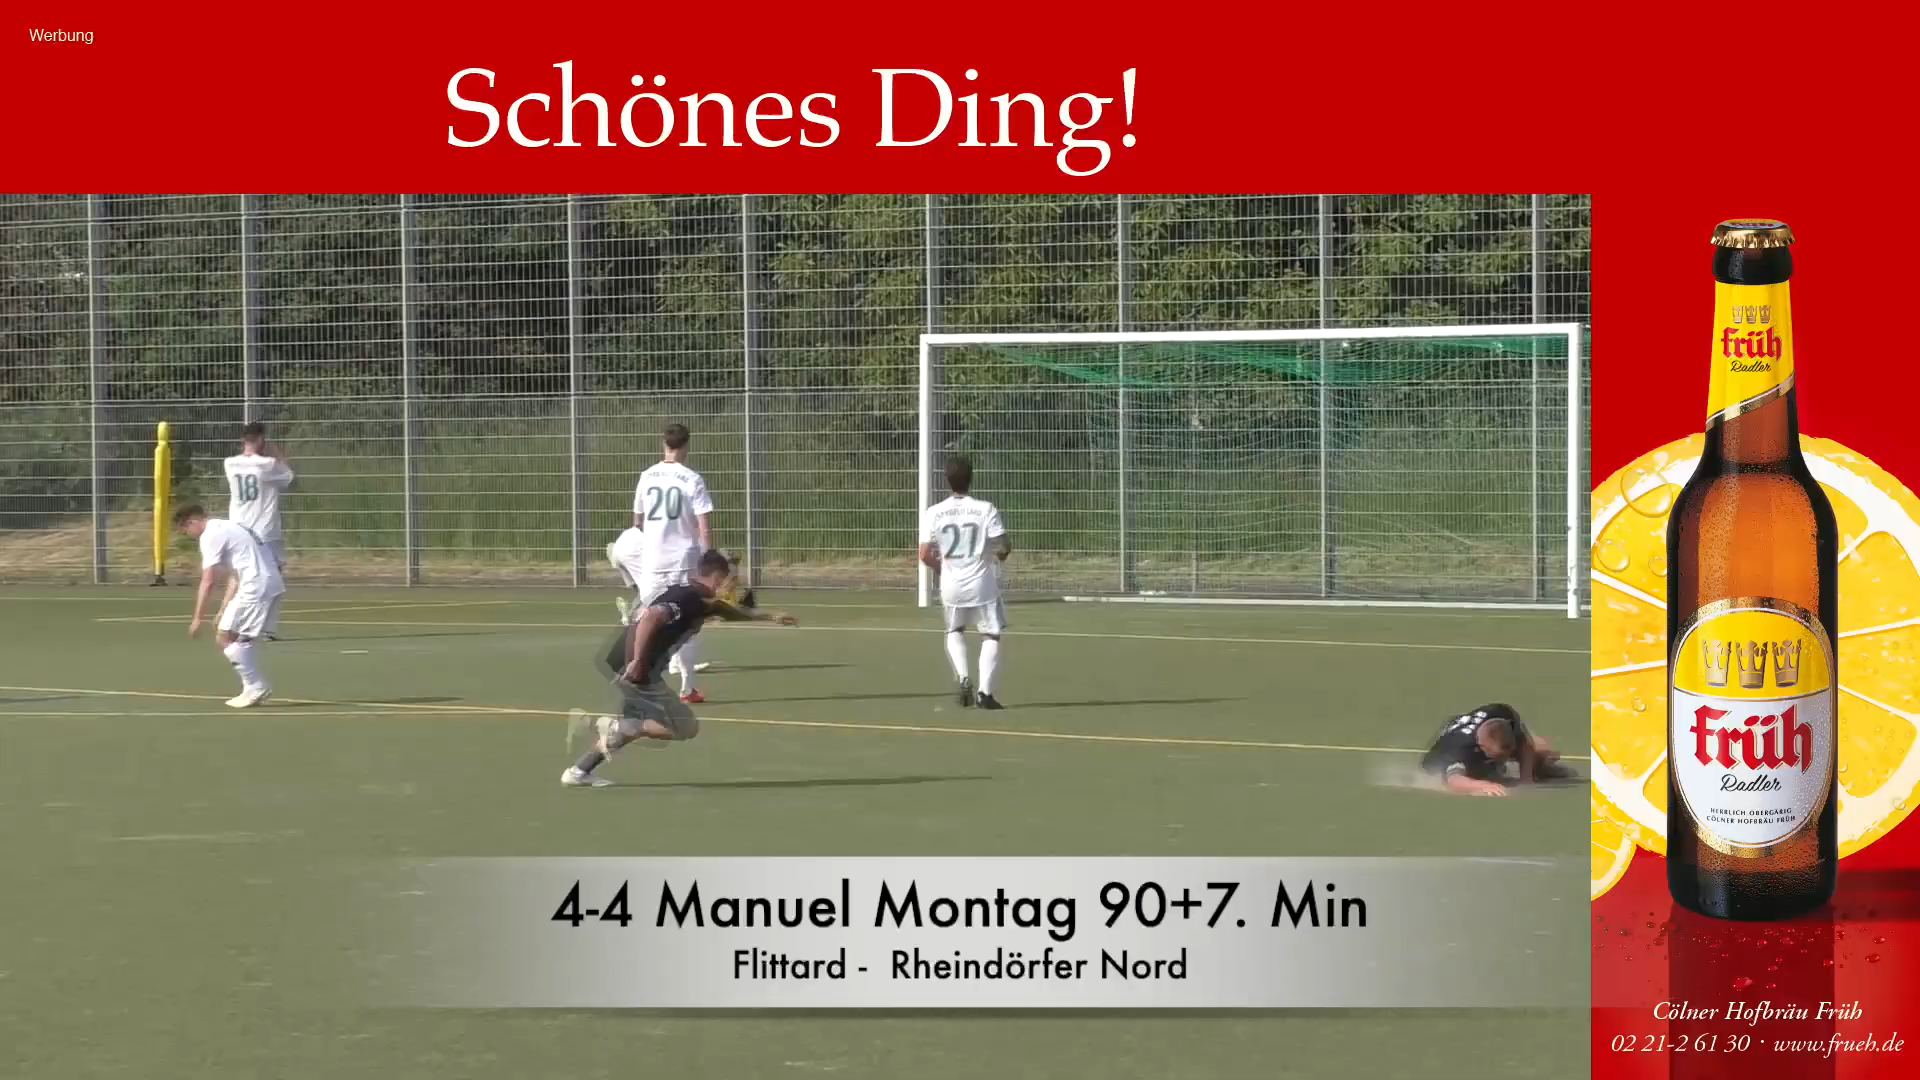 Werbung
Schönes Ding!
früh
Radler
18
20
27
früh
Radler
HERRLICH OBERGÄRIG
CÖLNER HOFBRÄU FRÜH
4-4 Manuel Montag 90+7. Min
Flittard - Rheindörfer Nord
Cölner Hofbräu Früh
02 21-2 61 30 · www.frueh.de